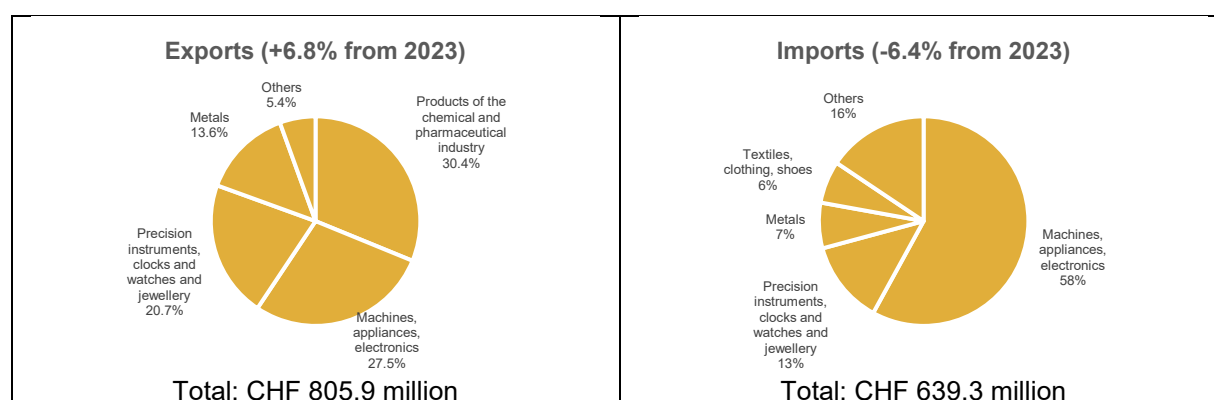 Exports (+6.8% from 2023)
Others
5.4%
Metals
13.6%
Products of the
chemical and
pharmaceutical
industry
30.4%
Precision
instruments,
clocks and
watches and
jewellery
20.7%
Machines,
appliances,
electronics
27.5%
Total: CHF 805.9 million
Imports (-6.4% from 2023)
Others
16%
Textiles,
clothing, shoes
6%
Metals
7%
Machines,
appliances,
electronics
58%
Precision
instruments,
clocks and
watches and
jewellery
13%
Total: CHF 639.3 million